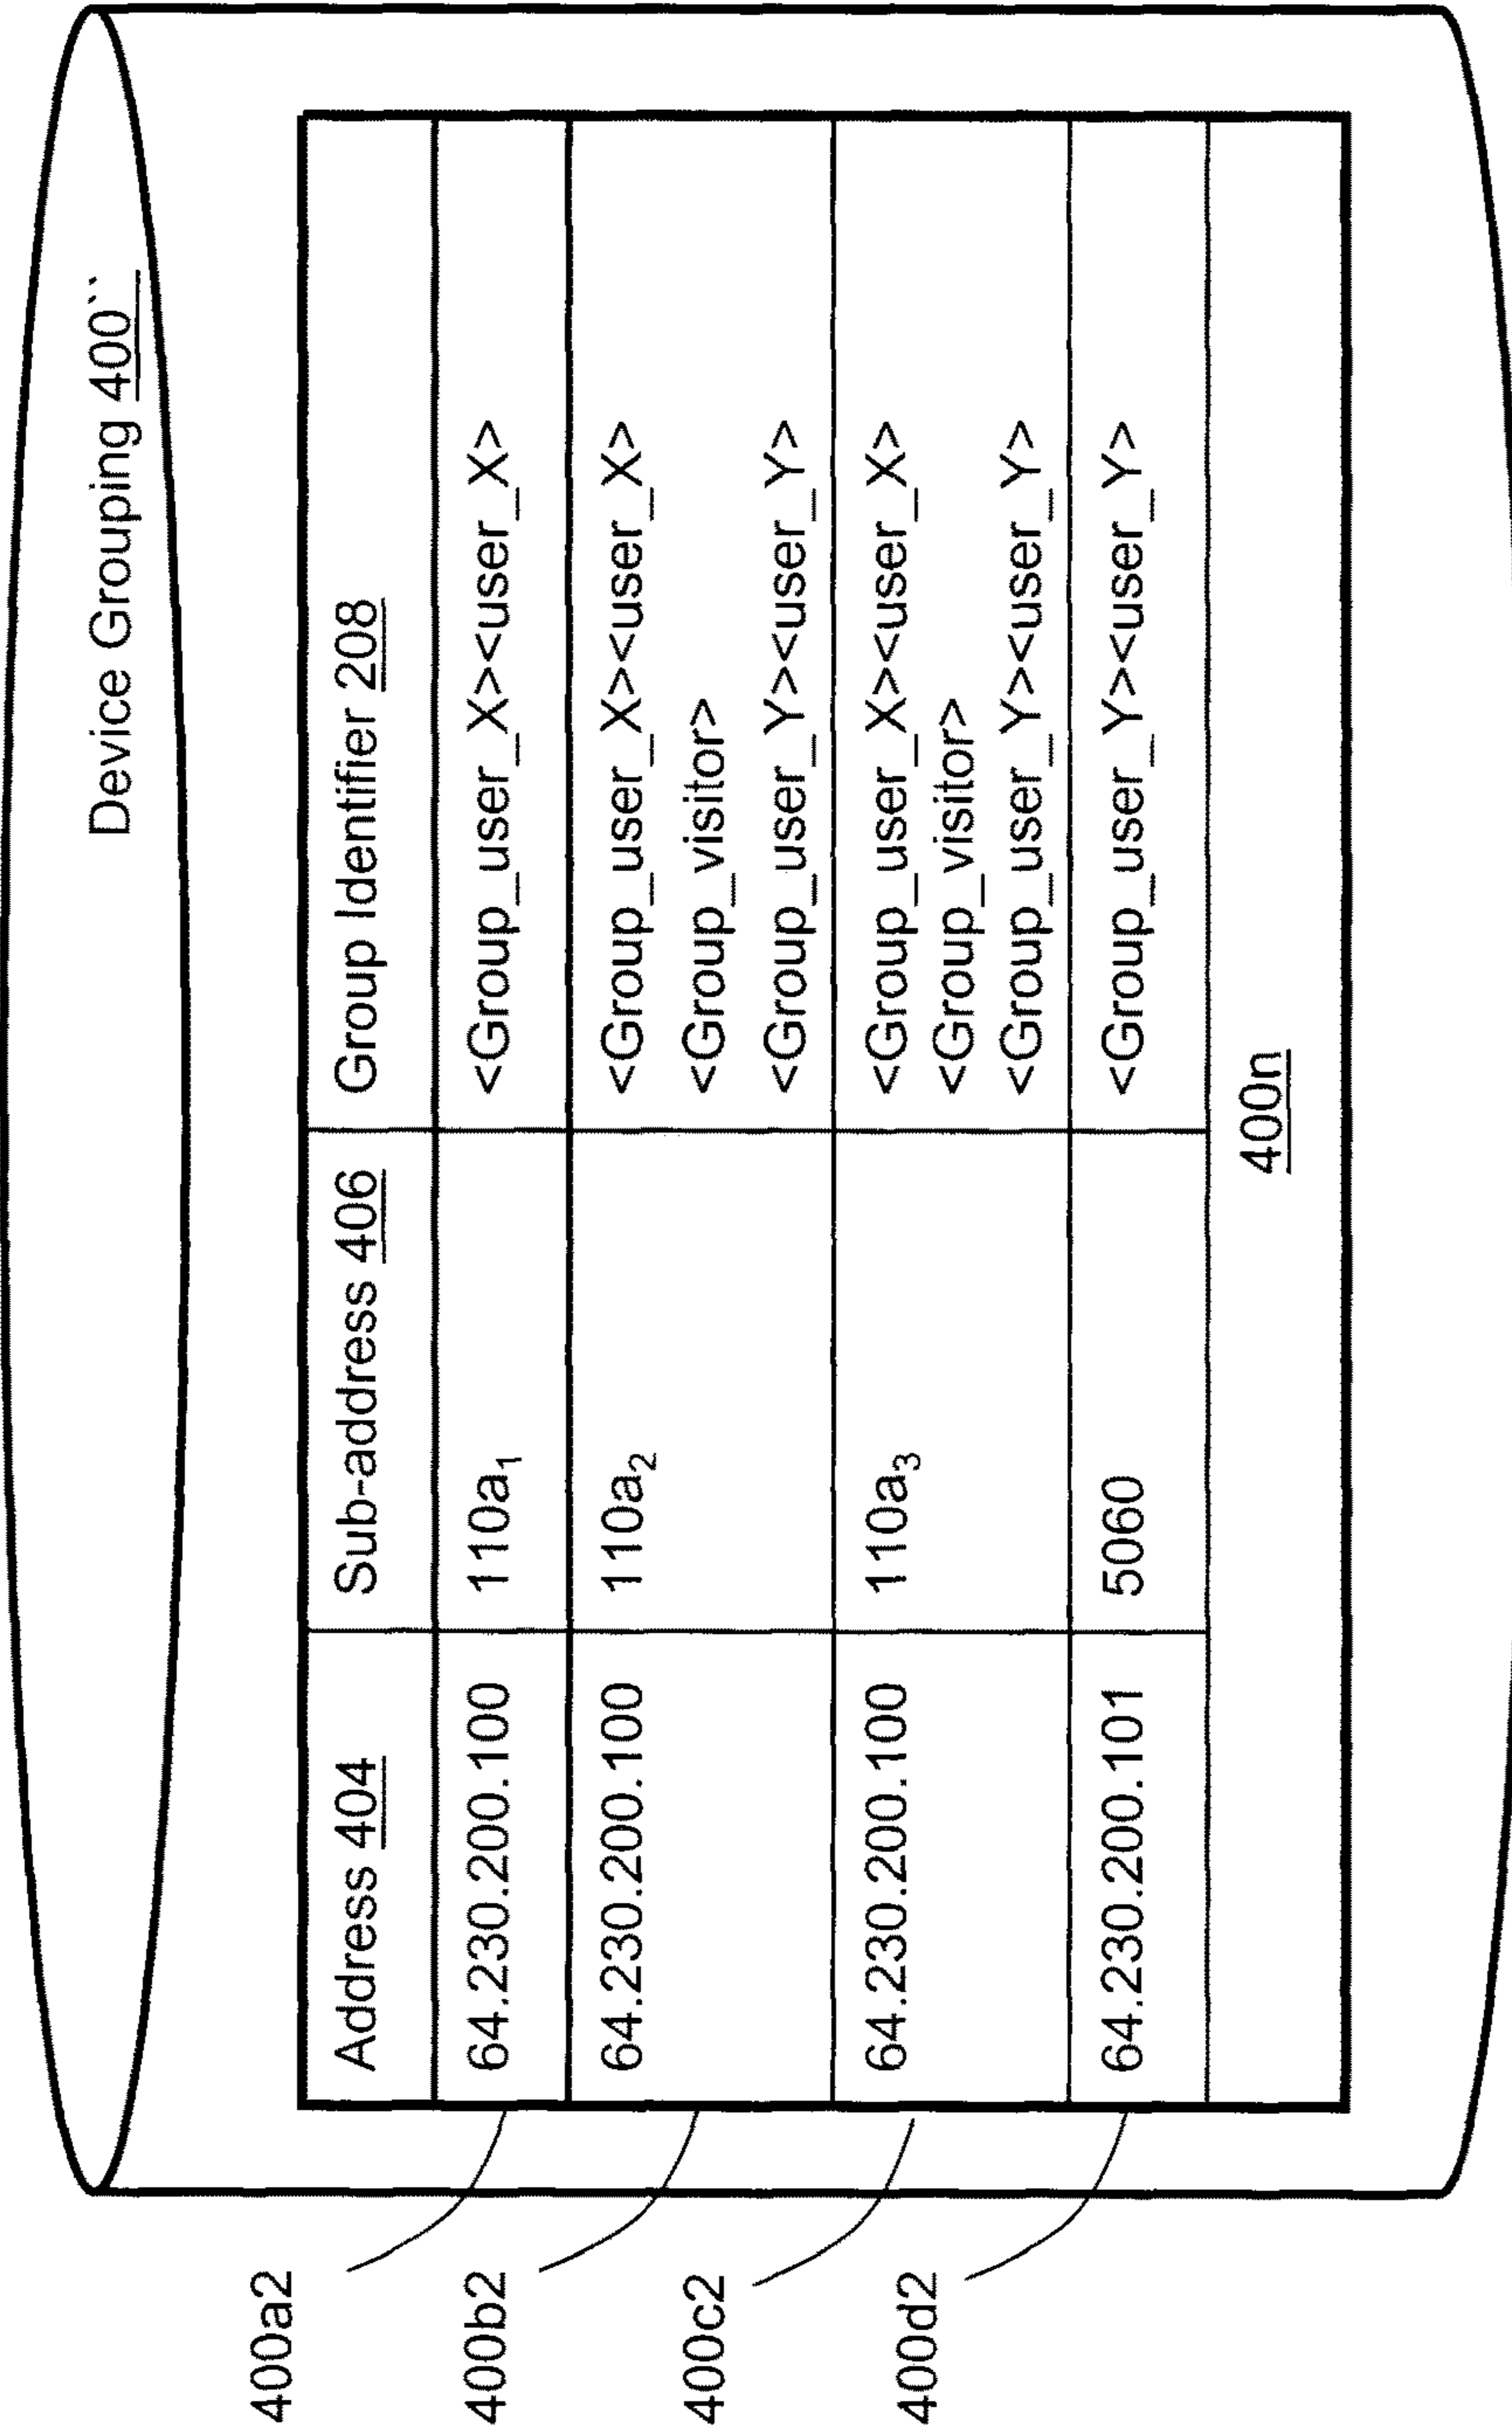 Device Grouping 400``
Address 404 Sub-address 406 Group Identifier 208
400a2 64.230.200.100 110a₁ <Group_user_X><user_X>
400b2 64.230.200.100 110a₂ <Group_user_X><user_X>
<Group_visitor>
<Group_user_Y><user_Y>
400c2 64.230.200.100 110a₃ <Group_user_X><user_X>
<Group_visitor>
<Group_user_Y><user_Y>
400d2 64.230.200.101 5060 <Group_user_Y><user_Y>
400n